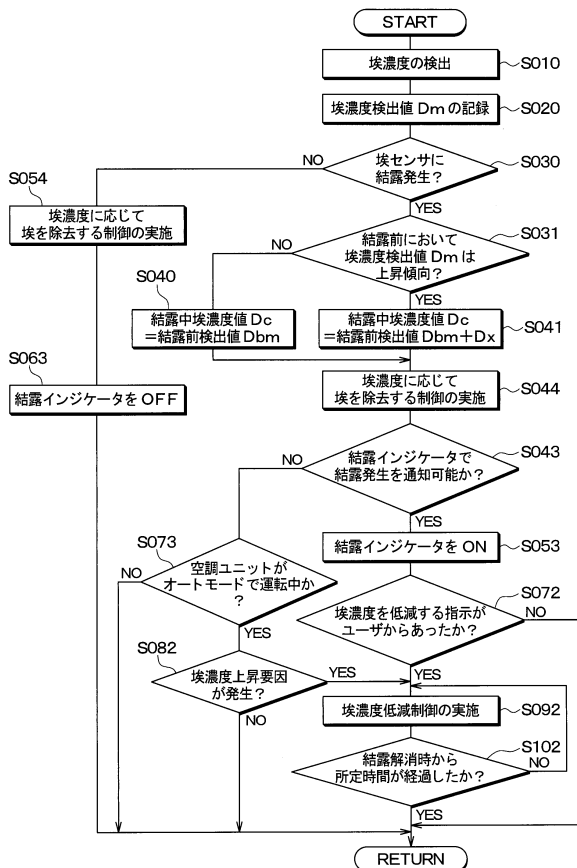 START
埃濃度の検出
S010
埃濃度検出値 Dm の記録
S020
埃センサに
結露発生？
S030
NO
YES
S054
埃濃度に応じて
埃を除去する制御の実施
結露前において
埃濃度検出値 Dm は
上昇傾向？
S031
NO
YES
S040
結露中埃濃度値 Dc
＝結露前検出値 Dbm
結露中埃濃度値 Dc
＝結露前検出値 Dbm＋Dx
S041
S063
結露インジケータを OFF
埃濃度に応じて
埃を除去する制御の実施
S044
結露インジケータで
結露発生を通知可能か？
S043
NO
YES
結露インジケータを ON
S053
S073
空調ユニットが
オートモードで運転中か
？
NO
YES
埃濃度を低減する指示が
ユーザからあったか？
S072
NO
YES
S082
埃濃度上昇要因
が発生？
YES
NO
埃濃度低減制御の実施
S092
結露解消時から
所定時間が経過したか？
S102
NO
YES
RETURN